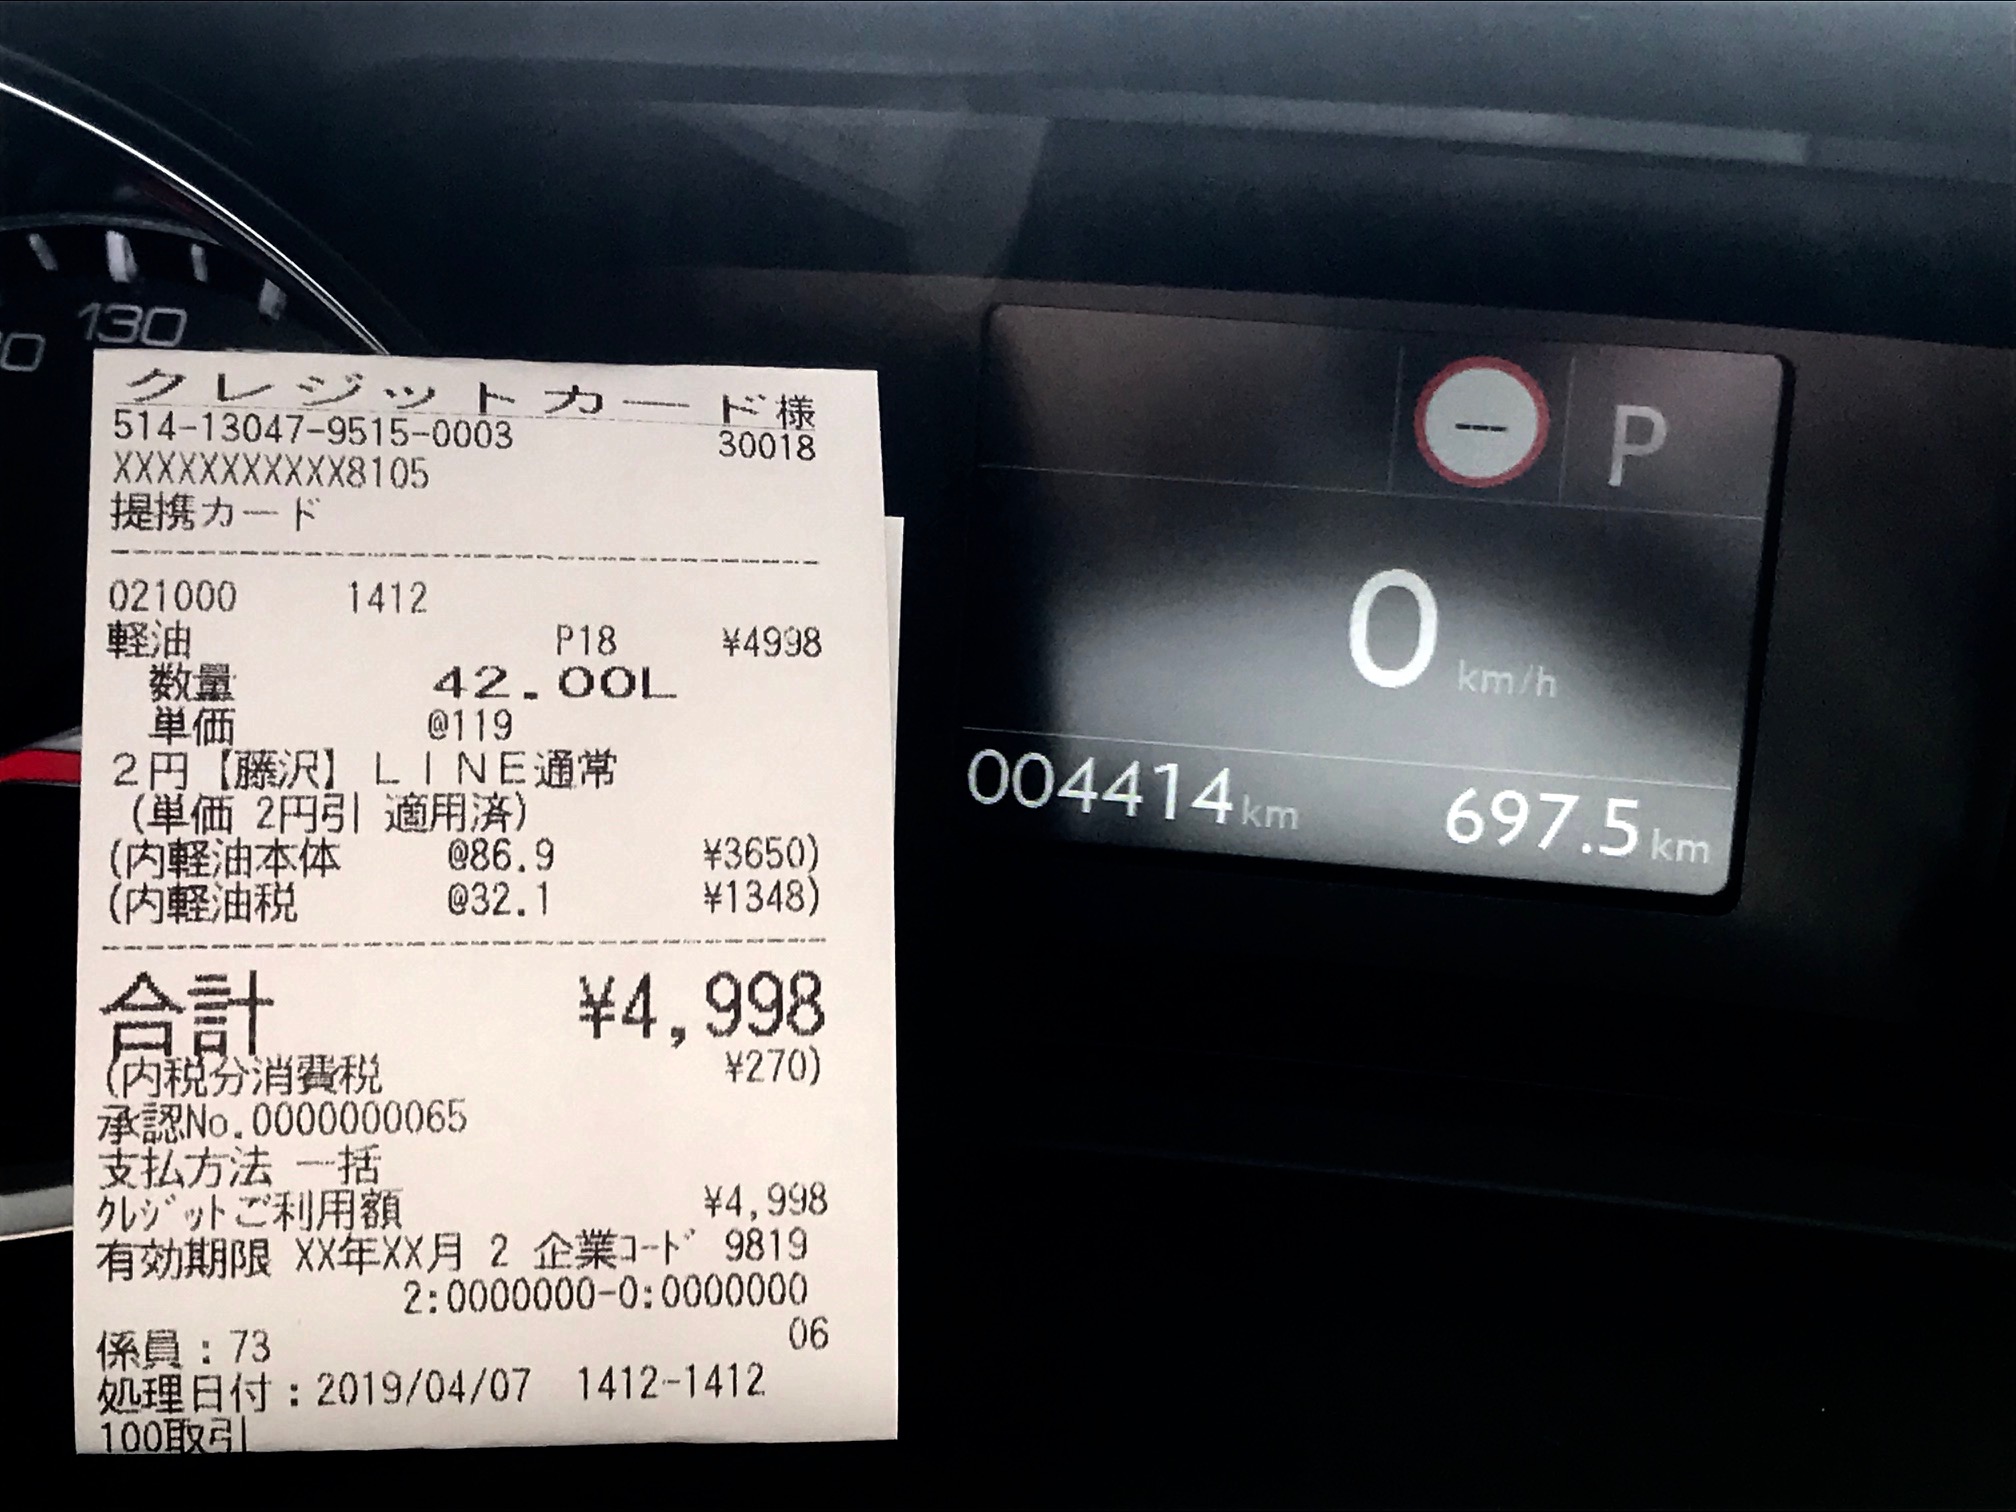 130
クレジットカード様
514-13047-9515-0003 30018
XXXXXXXXXXX8105
提携カード
021000 1412
軽油 P18 ¥4998
数量 42.00L
単価 @119
2円【藤沢】LINE通常
(単価 2円引 適用済)
(内軽油本体 @86.9 ¥3650)
(内軽油税 @32.1 ¥1348)
合計 ¥4,998
(内税分消費税 ¥270)
承認No.0000000065
支払方法 一括
クレジットご利用額 ¥4,998
有効期限 XX年XX月 2 企業コード 9819
2:0000000-0:0000000
06
係員:73
処理日付:2019/04/07 1412-1412
100取引
--- P
0 km/h
004414km 697.5km